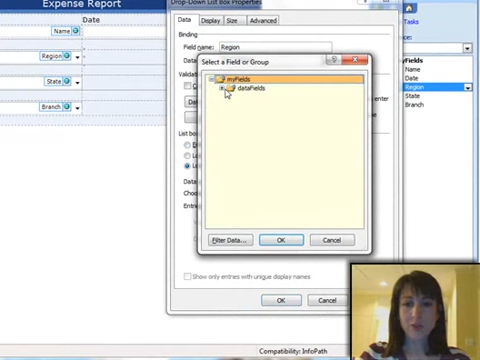 Expense Report
Drop-Down List Box Properties
Tasks
Date
Data
Display
Size
Advanced
Name
Binding
Field name: Region
Region
Select a Field or Group
myFields
myFields
Name
Date
State
dataFields
Region
State
Branch
Branch
enter
List box
Filter Data...
OK
Cancel
Show only entries with unique display names
OK
Cancel
Compatibility: InfoPath